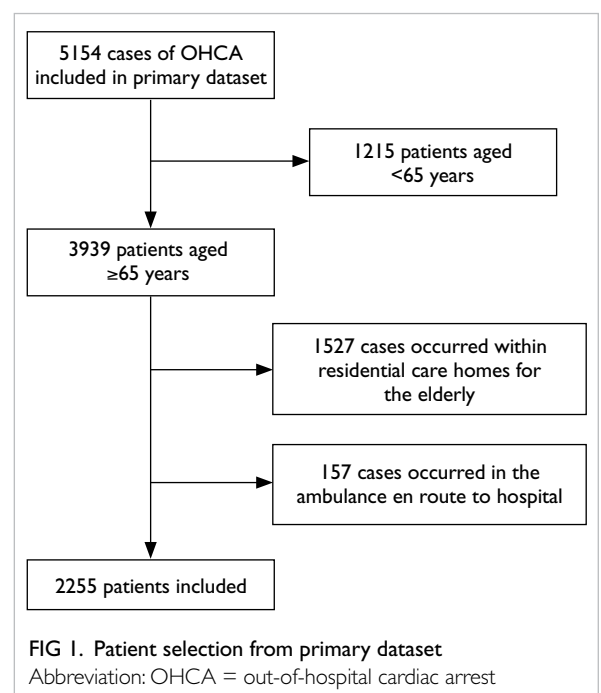 5154 cases of OHCA
included in primary dataset
1215 patients aged
<65 years
3939 patients aged
≥65 years
1527 cases occurred within
residential care homes for
the elderly
157 cases occurred in the
ambulance en route to hospital
2255 patients included
FIG 1. Patient selection from primary dataset
Abbreviation: OHCA = out-of-hospital cardiac arrest